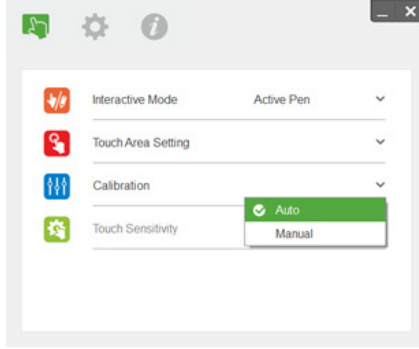 Interactive Mode Active Pen
Touch Area Setting
Calibration
Auto
Touch Sensitivity
Manual